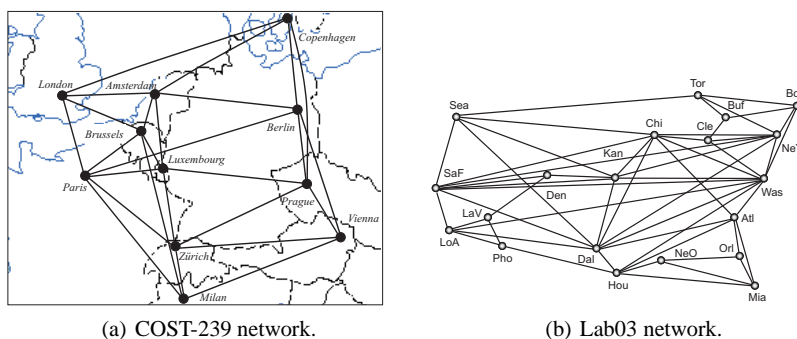 Copenhagen
London
Amsterdam
Brussels
Berlin
Luxembourg
Paris
Prague
Vienna
Zürich
Milan
(a) COST-239 network.
Tor
Bo
Sea
Buf
Chi
Cle
NeY
Kan
SaF
Den
Was
LaV
Atl
LoA
Pho
Dal
NeO
Orl
Hou
Mia
(b) Lab03 network.